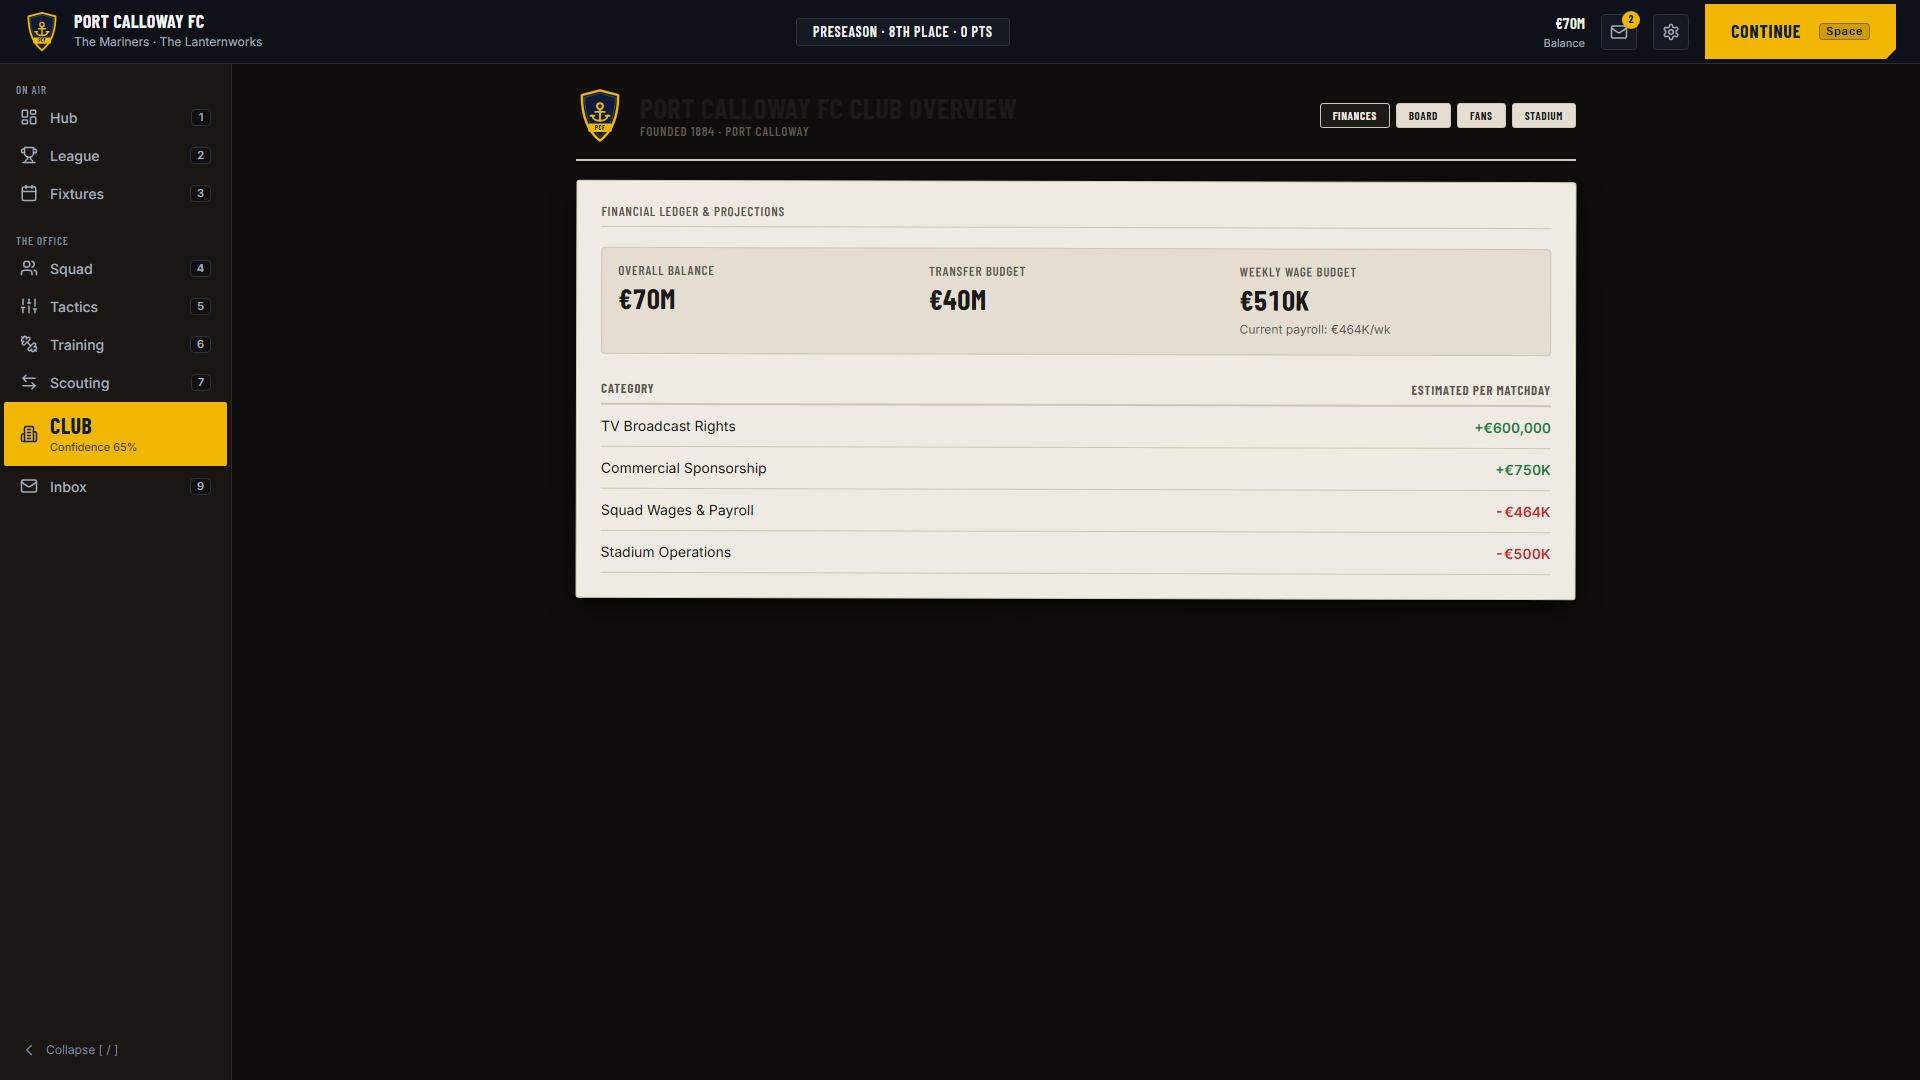 PORT CALLOWAY FC
The Mariners · The Lanternworks
PRESEASON · 8TH PLACE · 0 PTS
€70M
Balance
2
CONTINUE Space
ON AIR
Hub 1
League 2
Fixtures 3
THE OFFICE
Squad 4
Tactics 5
Training 6
Scouting 7
CLUB
Confidence 65%
Inbox 9
Collapse [ / ]
PCF
PORT CALLOWAY FC CLUB OVERVIEW
FOUNDED 1884 · PORT CALLOWAY
FINANCES BOARD FANS STADIUM
FINANCIAL LEDGER & PROJECTIONS
OVERALL BALANCE TRANSFER BUDGET WEEKLY WAGE BUDGET
€70M €40M €510K
Current payroll: €464K/wk
CATEGORY ESTIMATED PER MATCHDAY
TV Broadcast Rights +€600,000
Commercial Sponsorship +€750K
Squad Wages & Payroll -€464K
Stadium Operations -€500K